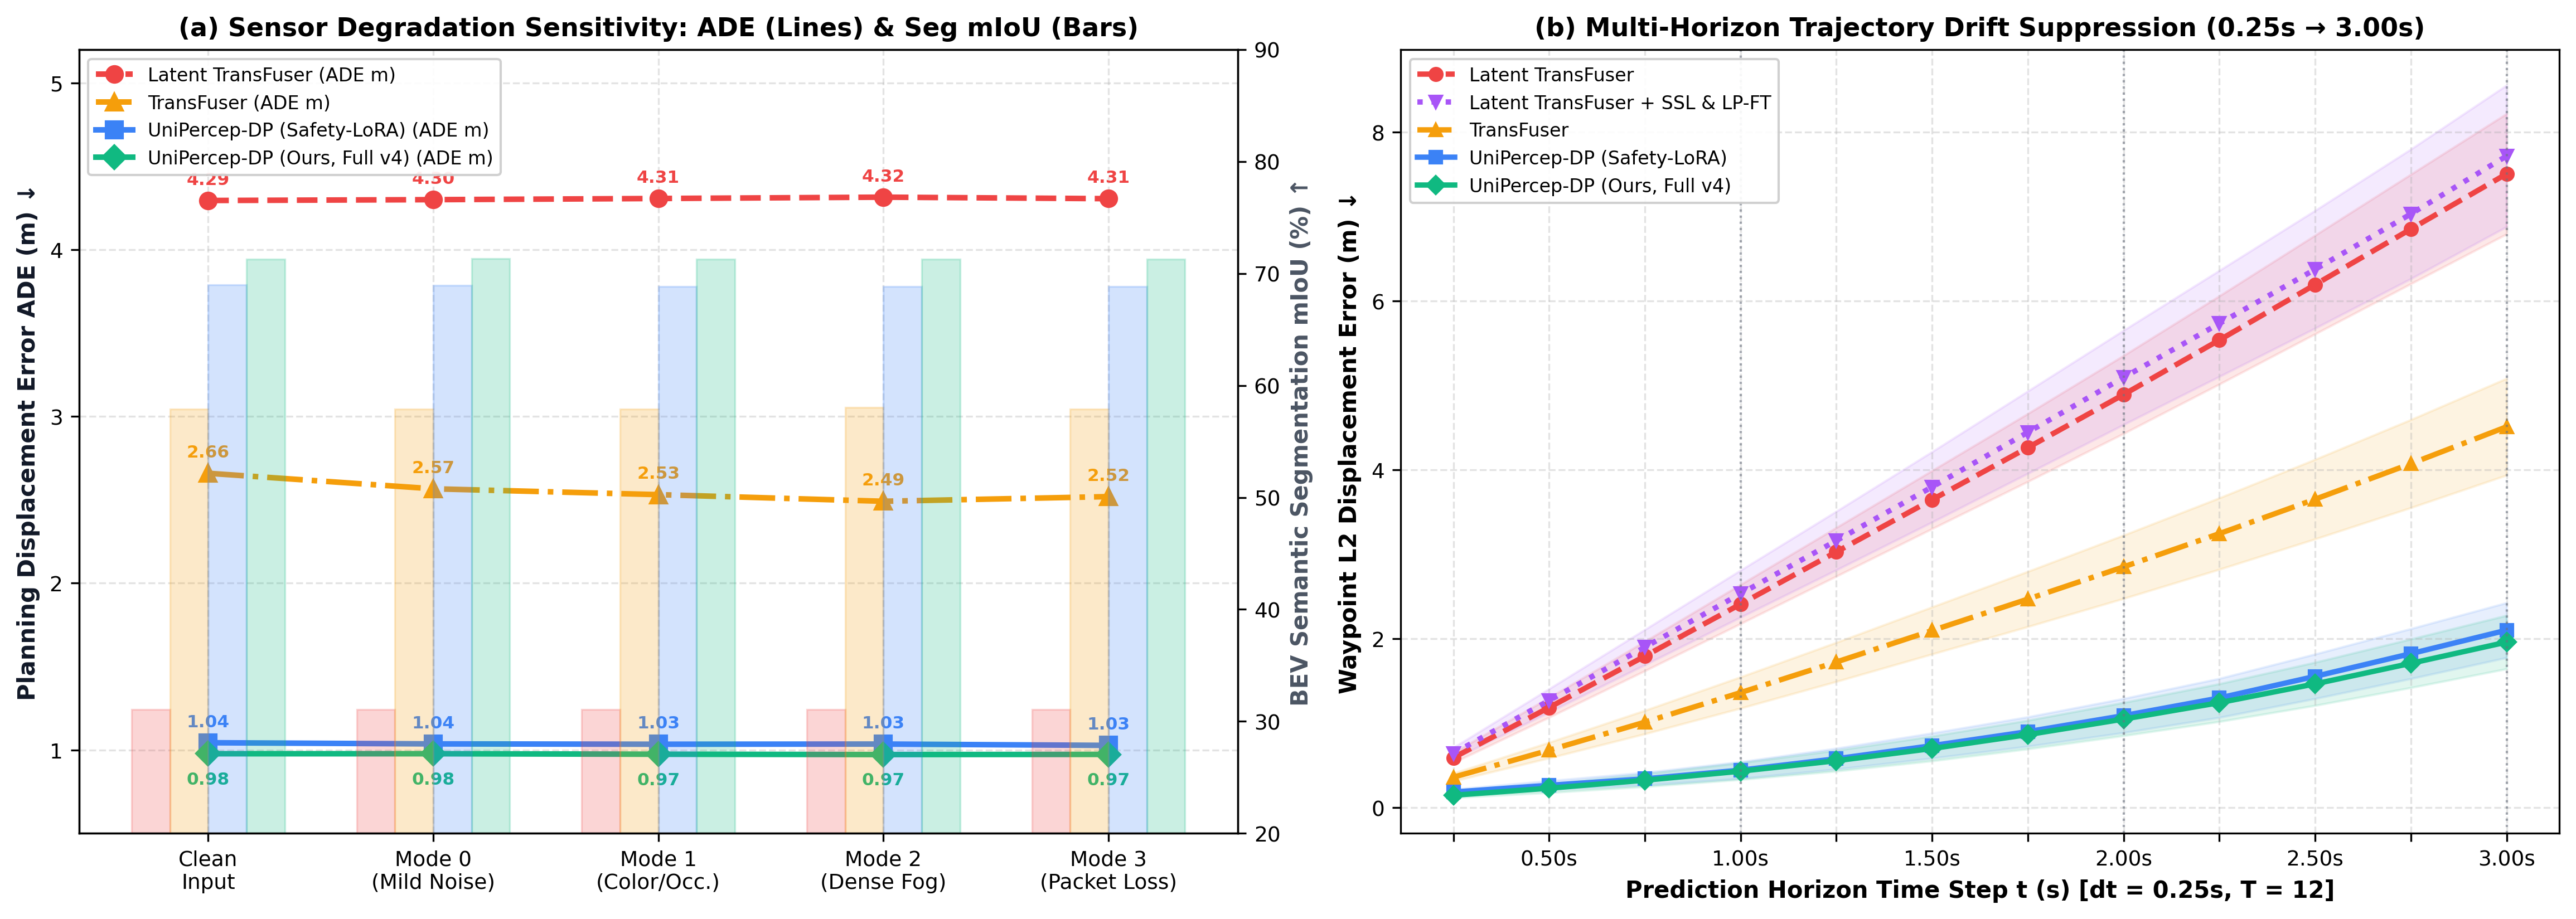 (a) Sensor Degradation Sensitivity: ADE (Lines) & Seg mIoU (Bars)
Planning Displacement Error ADE (m) ↓
5
4
3
2
1
Latent TransFuser (ADE m)
TransFuser (ADE m)
UniPercep-DP (Safety-LoRA) (ADE m)
UniPercep-DP (Ours, Full v4) (ADE m)
4.29
4.30
4.31
4.32
4.31
2.66
2.57
2.53
2.49
2.52
1.04
1.04
1.03
1.03
1.03
0.98
0.98
0.97
0.97
0.97
Clean
Input
Mode 0
(Mild Noise)
Mode 1
(Color/Occ.)
Mode 2
(Dense Fog)
Mode 3
(Packet Loss)
90
80
70
60
50
40
30
20
BEV Semantic Segmentation mIoU (%) ↑
(b) Multi-Horizon Trajectory Drift Suppression (0.25s → 3.00s)
Waypoint L2 Displacement Error (m) ↓
8
6
4
2
0
Latent TransFuser
Latent TransFuser + SSL & LP-FT
TransFuser
UniPercep-DP (Safety-LoRA)
UniPercep-DP (Ours, Full v4)
0.50s
1.00s
1.50s
2.00s
2.50s
3.00s
Prediction Horizon Time Step t (s) [dt = 0.25s, T = 12]